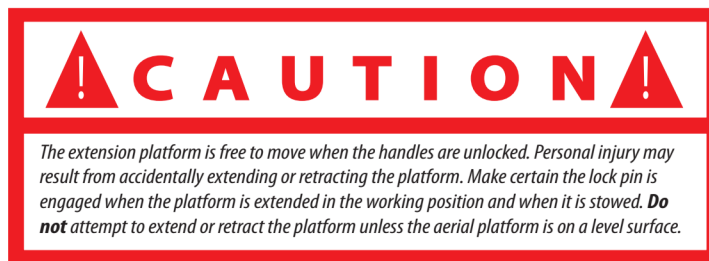 ! CAUTION !
The extension platform is free to move when the handles are unlocked. Personal injury may
result from accidentally extending or retracting the platform. Make certain the lock pin is
engaged when the platform is extended in the working position and when it is stowed. Do
not attempt to extend or retract the platform unless the aerial platform is on a level surface.